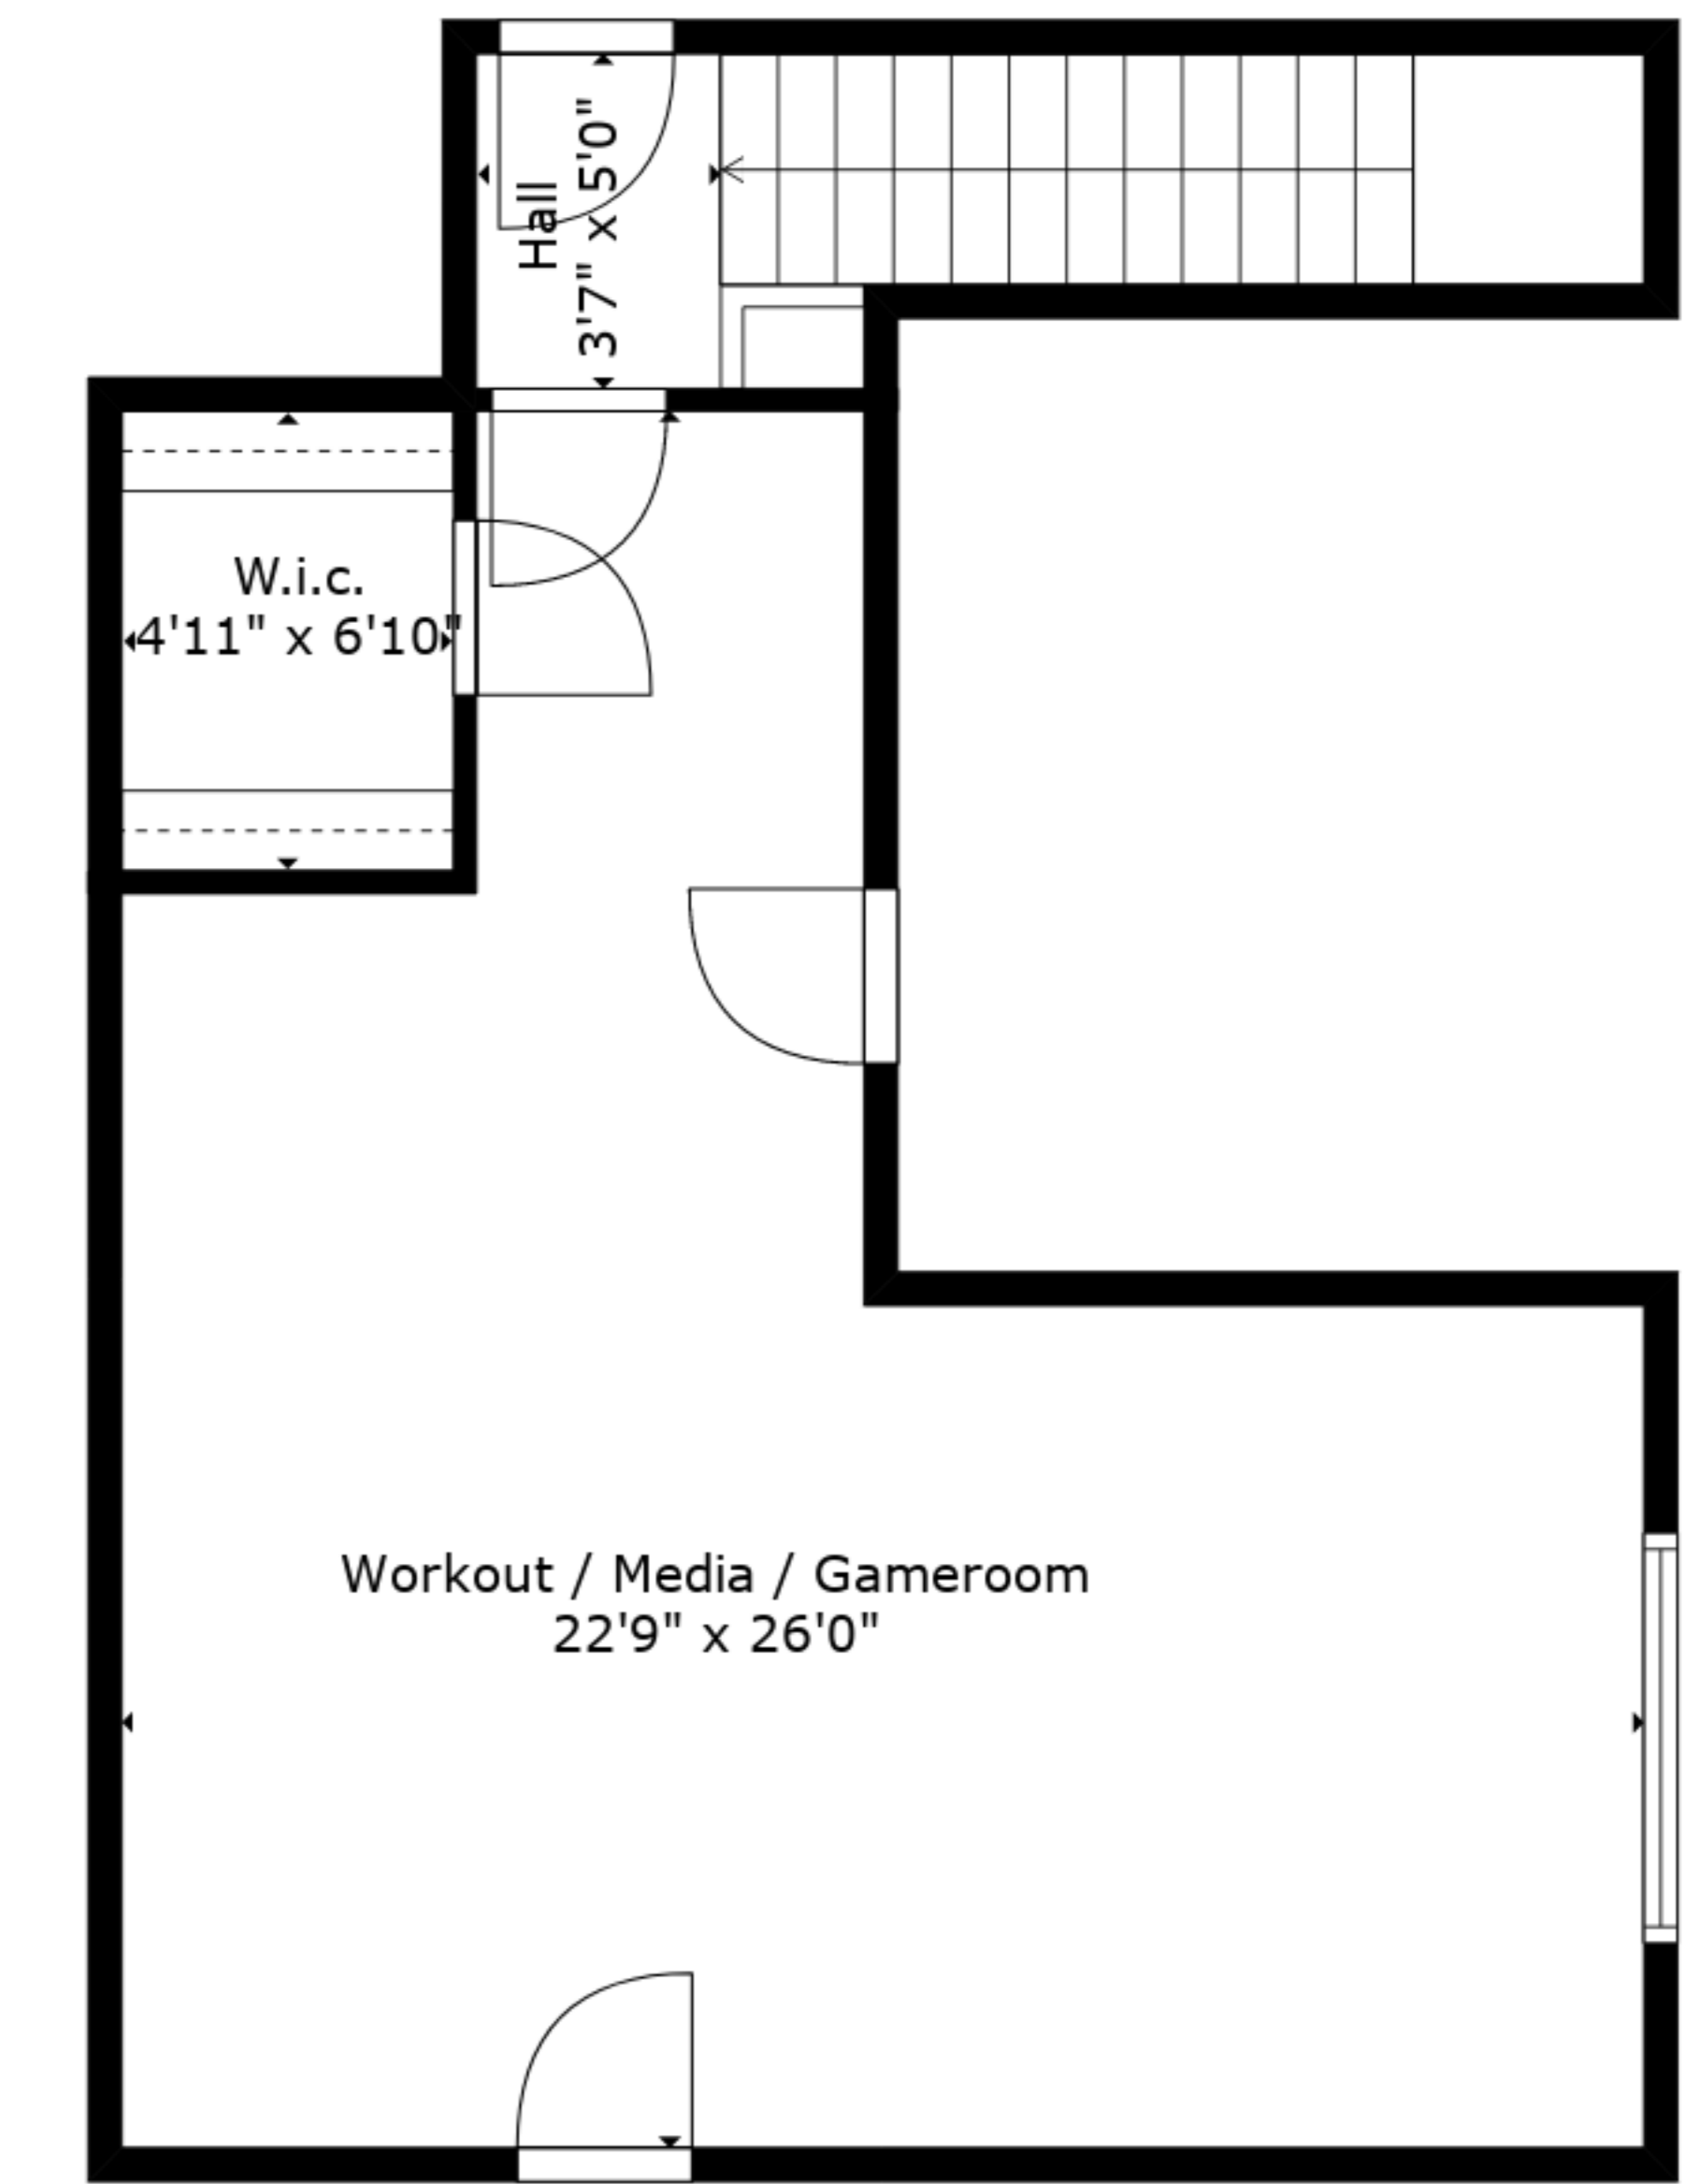 Hall
3'7" x 5'0"
W.i.c.
4'11" x 6'10"
Workout / Media / Gameroom
22'9" x 26'0"